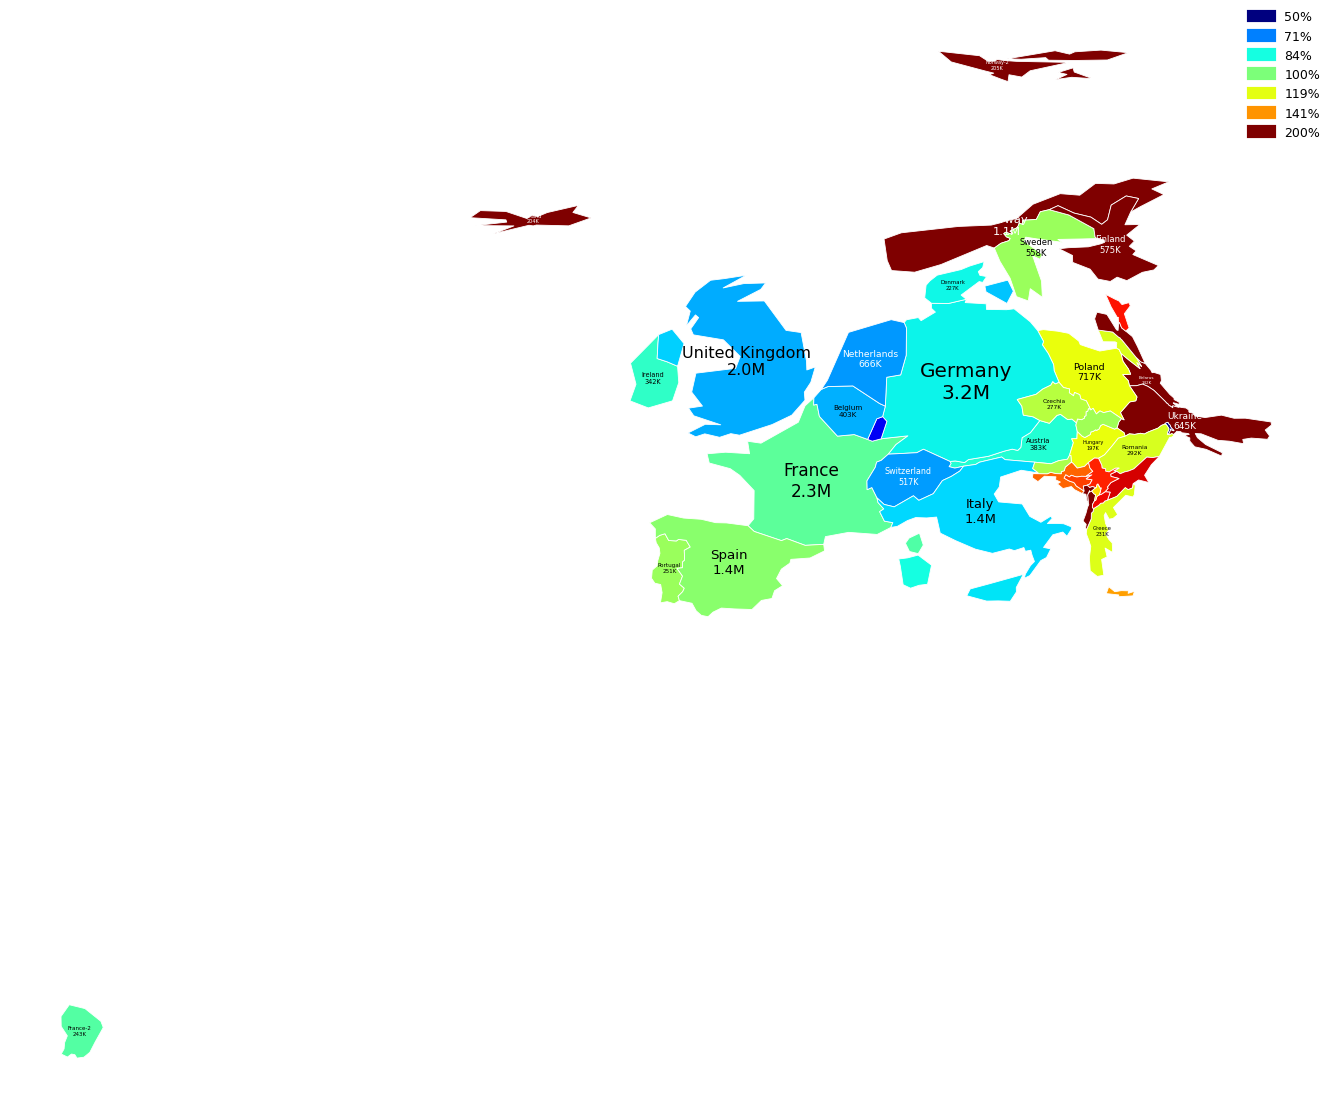 50%
71%
84%
100%
119%
141%
200%
Norway-2
205K
204K
1.1M
Sweden
558K
Finland
575K
Denmark
227K
United Kingdom
2.0M
Netherlands
666K
Germany
3.2M
Poland
717K
Ireland
342K
Belarus
Belgium
403K
Czechia
277K
Ukraine
645K
Austria
383K
Hungary
197K
Romania
292K
France
2.3M
Switzerland
517K
Italy
1.4M
Greece
231K
Spain
1.4M
Portugal
251K
France-2
243K